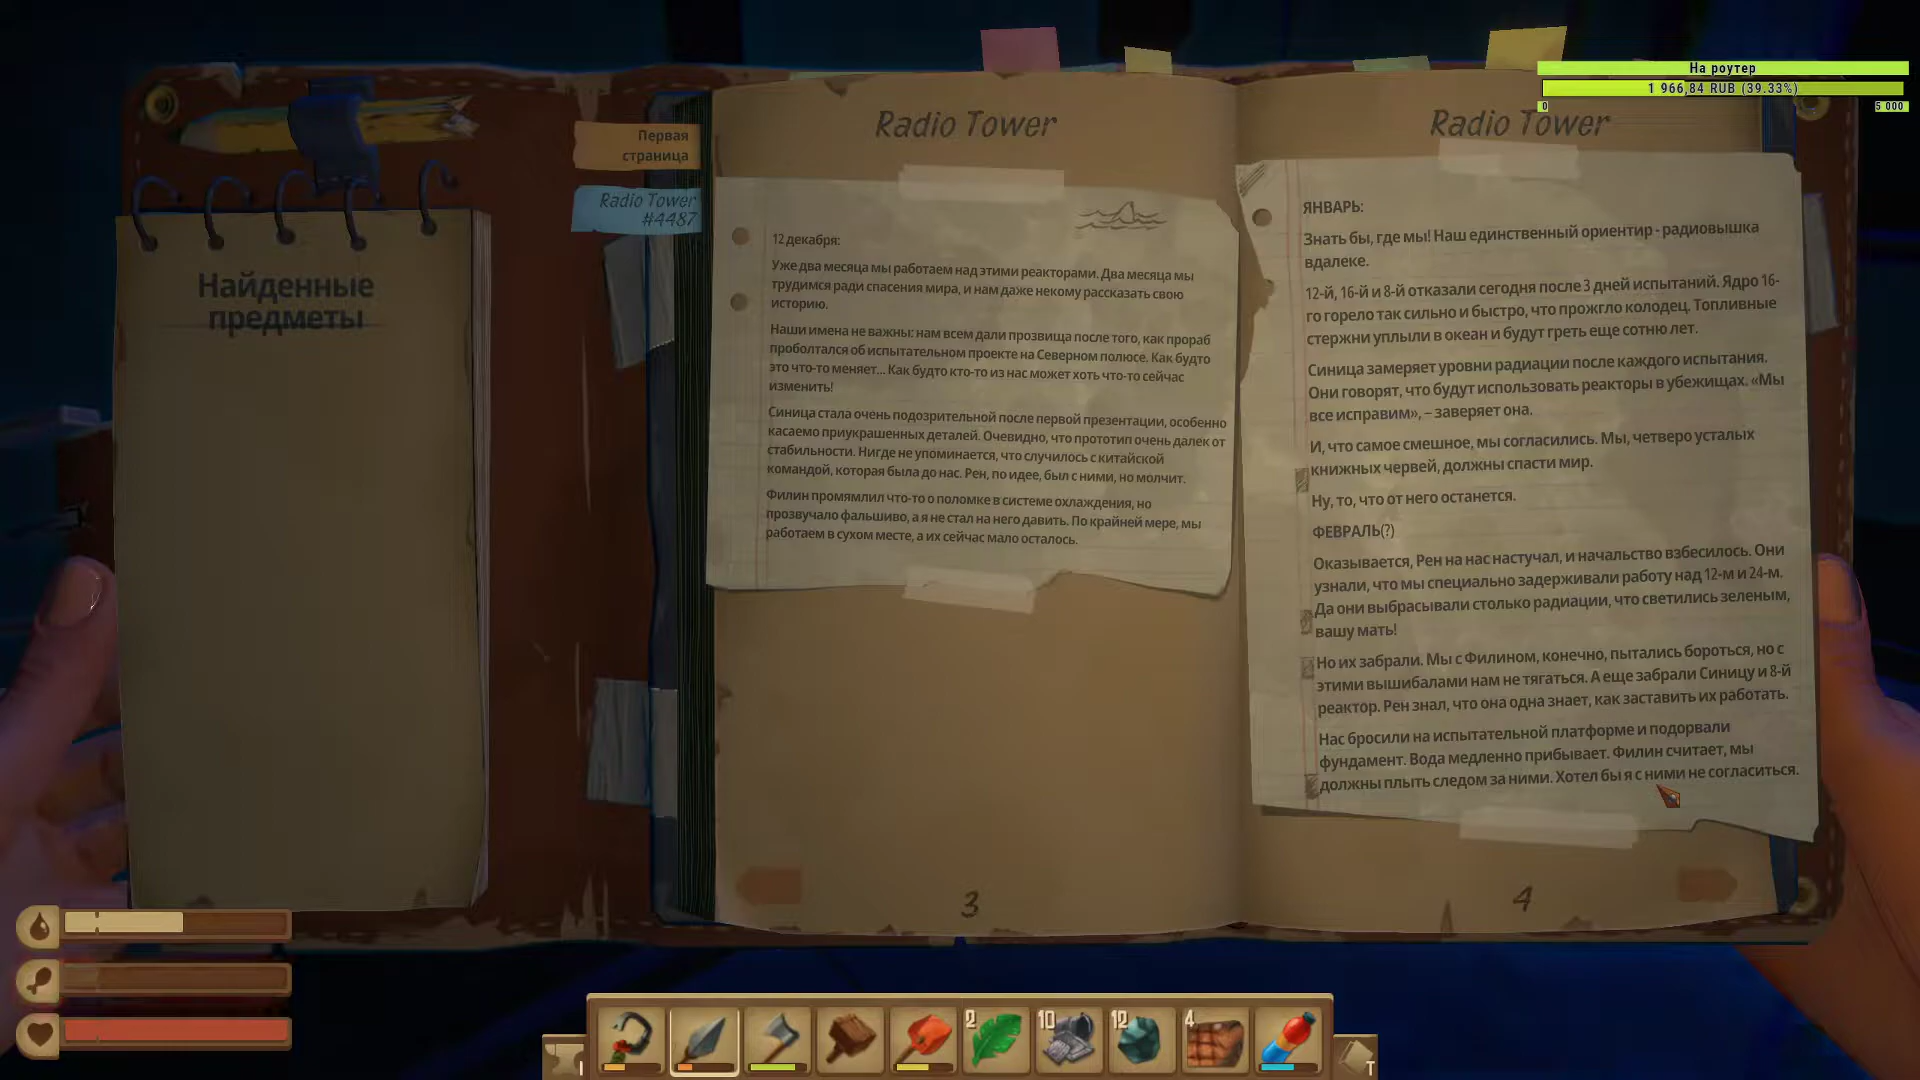 На роутер
1 966,84 RUB (39.33%)
0
5 000
Найденные
предметы
Первая
страница
Radio Tower
#4487
Radio Tower
12 декабря:
Уже два месяца мы работаем над этими реакторами. Два месяца мы
трудимся ради спасения мира, и нам даже некому рассказать свою
историю.
Наши имена не важны: нам всем дали прозвища после того, как прораб
проболтался об испытательном проекте на Северном полюсе. Как будто
это что-то меняет... Как будто кто-то из нас может хоть что-то сейчас
изменить!
Синица стала очень подозрительной после первой презентации, особенно
касаемо приукрашенных деталей. Очевидно, что прототип очень далек от
стабильности. Нигде не упоминается, что случилось с китайской
командой, которая была до нас. Рен, по идее, был с ними, но молчит.
Филин промямлил что-то о поломке в системе охлаждения, но
прозвучало фальшиво, а я не стал на него давить. По крайней мере, мы
работаем в сухом месте, а их сейчас мало осталось.
3
Radio Tower
ЯНВАРЬ:
Знать бы, где мы! Наш единственный ориентир - радиовышка
вдалеке.
12-й, 16-й и 8-й отказали сегодня после 3 дней испытаний. Ядро 16-
го горело так сильно и быстро, что прожгло колодец. Топливные
стержни уплыли в океан и будут греть еще сотню лет.
Синица замеряет уровни радиации после каждого испытания.
Они говорят, что будут использовать реакторы в убежищах. «Мы
все исправим», – заверяет она.
И, что самое смешное, мы согласились. Мы, четверо усталых
книжных червей, должны спасти мир.
Ну, то, что от него останется.
ФЕВРАЛЬ(?)
Оказывается, Рен на нас настучал, и начальство взбесилось. Они
узнали, что мы специально задерживали работу над 12-м и 24-м.
Да они выбрасывали столько радиации, что светились зеленым,
вашу мать!
Но их забрали. Мы с Филином, конечно, пытались бороться, но с
этими вышибалами нам не тягаться. А еще забрали Синицу и 8-й
реактор. Рен знал, что она одна знает, как заставить их работать.
Нас бросили на испытательной платформе и подорвали
фундамент. Вода медленно прибывает. Филин считает, мы
должны плыть следом за ними. Хотел бы я с ними не согласиться.
4
I
2
10
12
4
T